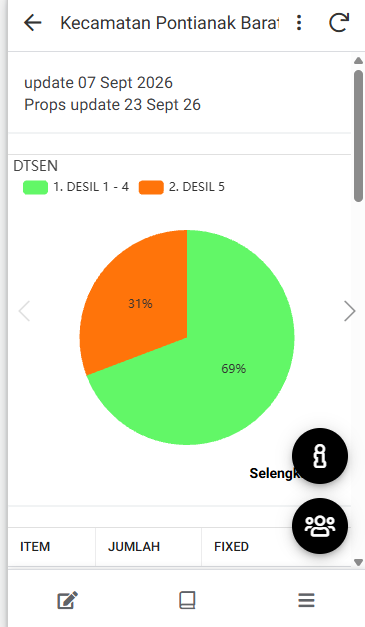 Kecamatan Pontianak Barat
update 07 Sept 2026
Props update 23 Sept 26
DTSEN
1. DESIL 1 - 4 2. DESIL 5
31%
69%
ITEM JUMLAH FIXED